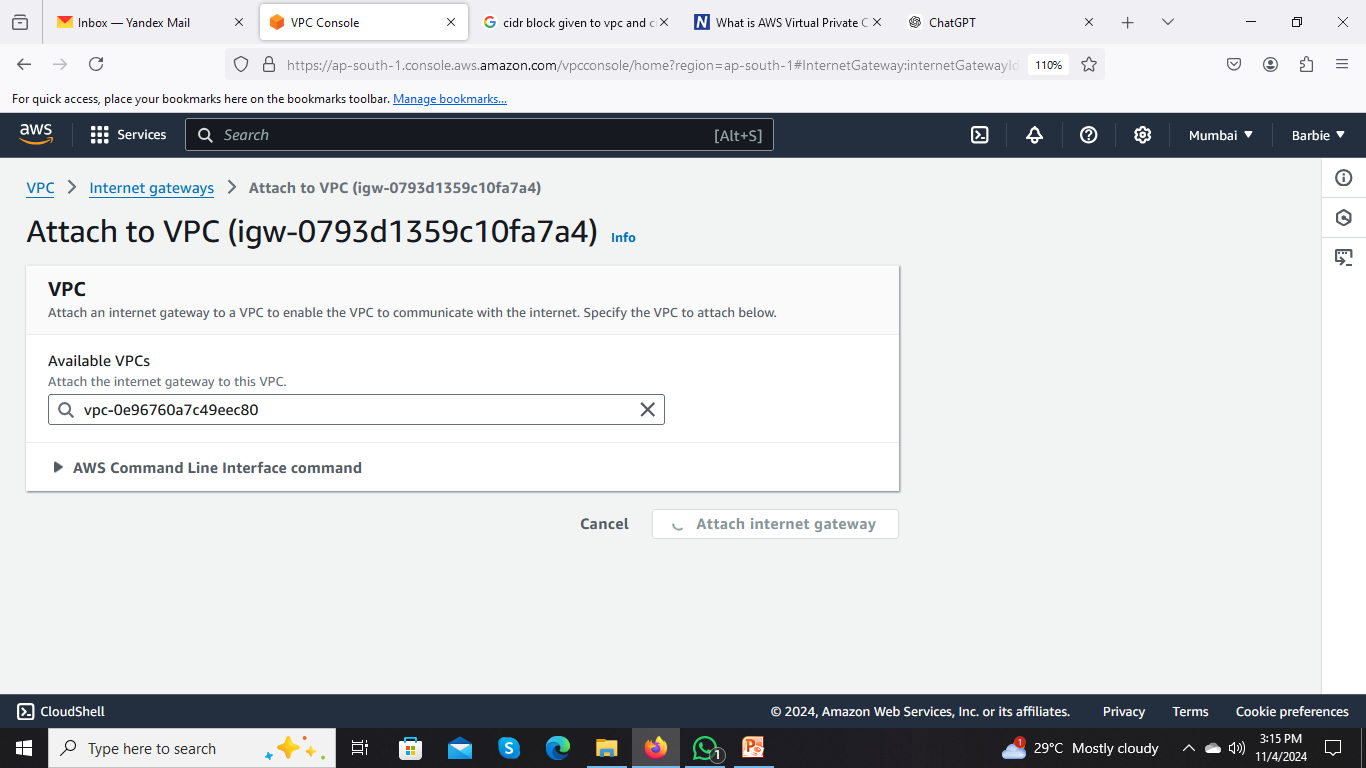 Inbox — Yandex Mail
VPC Console
cidr block given to vpc and c
What is AWS Virtual Private C
ChatGPT
https://ap-south-1.console.aws.amazon.com/vpcconsole/home?region=ap-south-1#InternetGateway:internetGatewayId
110%
For quick access, place your bookmarks here on the bookmarks toolbar. Manage bookmarks...
aws
Services
Search
[Alt+S]
Mumbai
Barbie
VPC > Internet gateways > Attach to VPC (igw-0793d1359c10fa7a4)
Attach to VPC (igw-0793d1359c10fa7a4) Info
VPC
Attach an internet gateway to a VPC to enable the VPC to communicate with the internet. Specify the VPC to attach below.
Available VPCs
Attach the internet gateway to this VPC.
vpc-0e96760a7c49eec80
AWS Command Line Interface command
Cancel
Attach internet gateway
CloudShell
© 2024, Amazon Web Services, Inc. or its affiliates.
Privacy
Terms
Cookie preferences
Type here to search
1
1
29°C Mostly cloudy
3:15 PM
11/4/2024